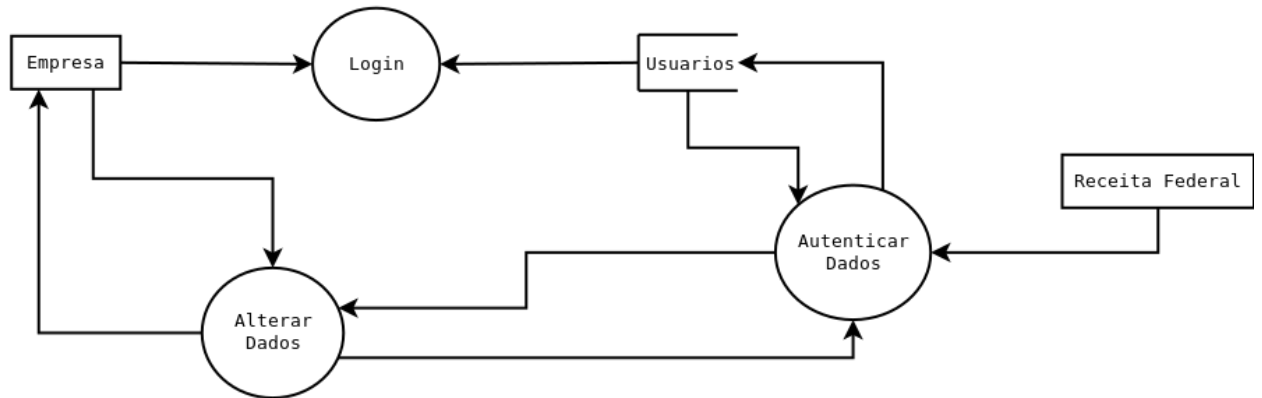 Empresa
Login
Usuarios
Receita Federal
Autenticar
Dados
Alterar
Dados